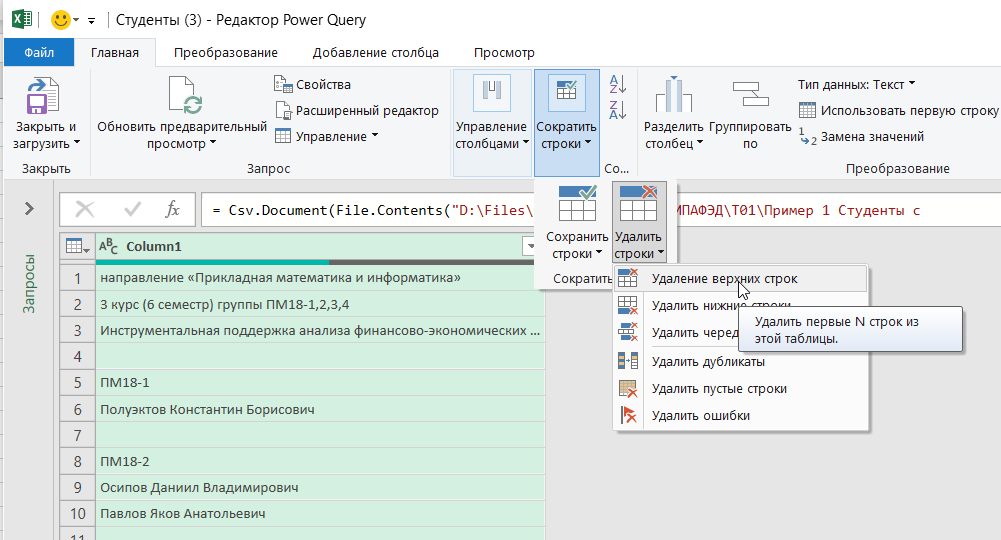 Студенты (3) - Редактор Power Query
Файл
Главная
Преобразование
Добавление столбца
Просмотр
Закрыть и
загрузить
Закрыть
Обновить предварительный
просмотр
Свойства
Расширенный редактор
Управление
Запрос
Управление
столбцами
Сократить
строки
A
Z
Z
A
Со...
Разделить
столбец
Группировать
по
Тип данных: Текст
Использовать первую строку
1
2
Замена значений
Преобразование
fx
= Csv.Document(File.Contents("D:\Files\
МПАФЭД\T01\Пример 1 Студенты с
Сохранить
строки
Удалить
строки
Сократить
Удаление верхних строк
Удалить нижние строки
Удалить черед
Удалить дубликаты
Удалить пустые строки
Удалить ошибки
Удалить первые N строк из
этой таблицы.
Запросы
ABC Column1
1 направление «Прикладная математика и информатика»
2 3 курс (6 семестр) группы ПМ18-1,2,3,4
3 Инструментальная поддержка анализа финансово-экономических ...
4
5 ПМ18-1
6 Полуэктов Константин Борисович
7
8 ПМ18-2
9 Осипов Даниил Владимирович
10 Павлов Яков Анатольевич
11